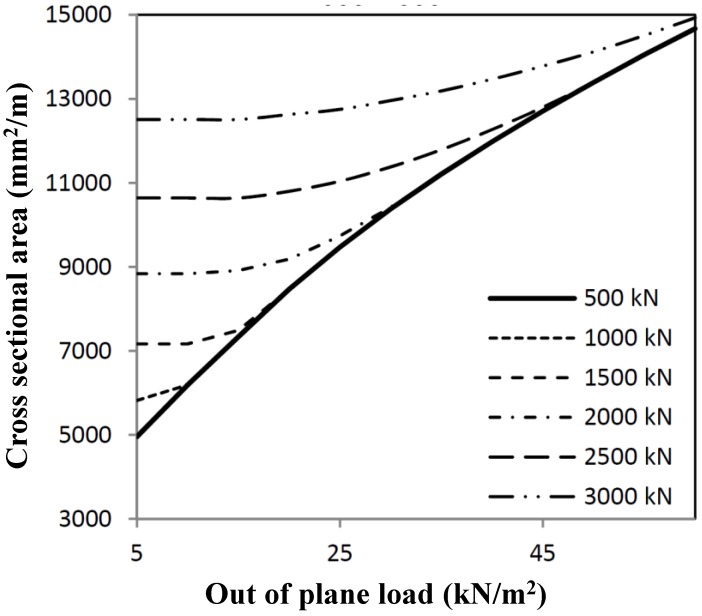 15000
13000
11000
9000
7000
5000
3000
5
25
45
Cross sectional area (mm²/m)
Out of plane load (kN/m²)
500 kN
1000 kN
1500 kN
2000 kN
2500 kN
3000 kN